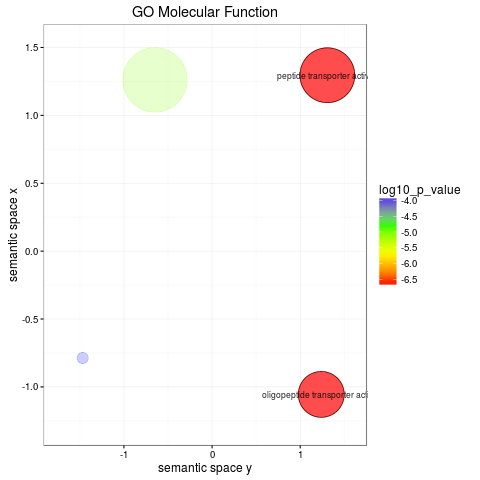 GO Molecular Function
1.5
1.0
0.5
0.0
-0.5
-1.0
-1
0
1
semantic space y
semantic space x
peptide transporter activ
oligopeptide transporter acti
log10_p_value
-4.0
-4.5
-5.0
-5.5
-6.0
-6.5